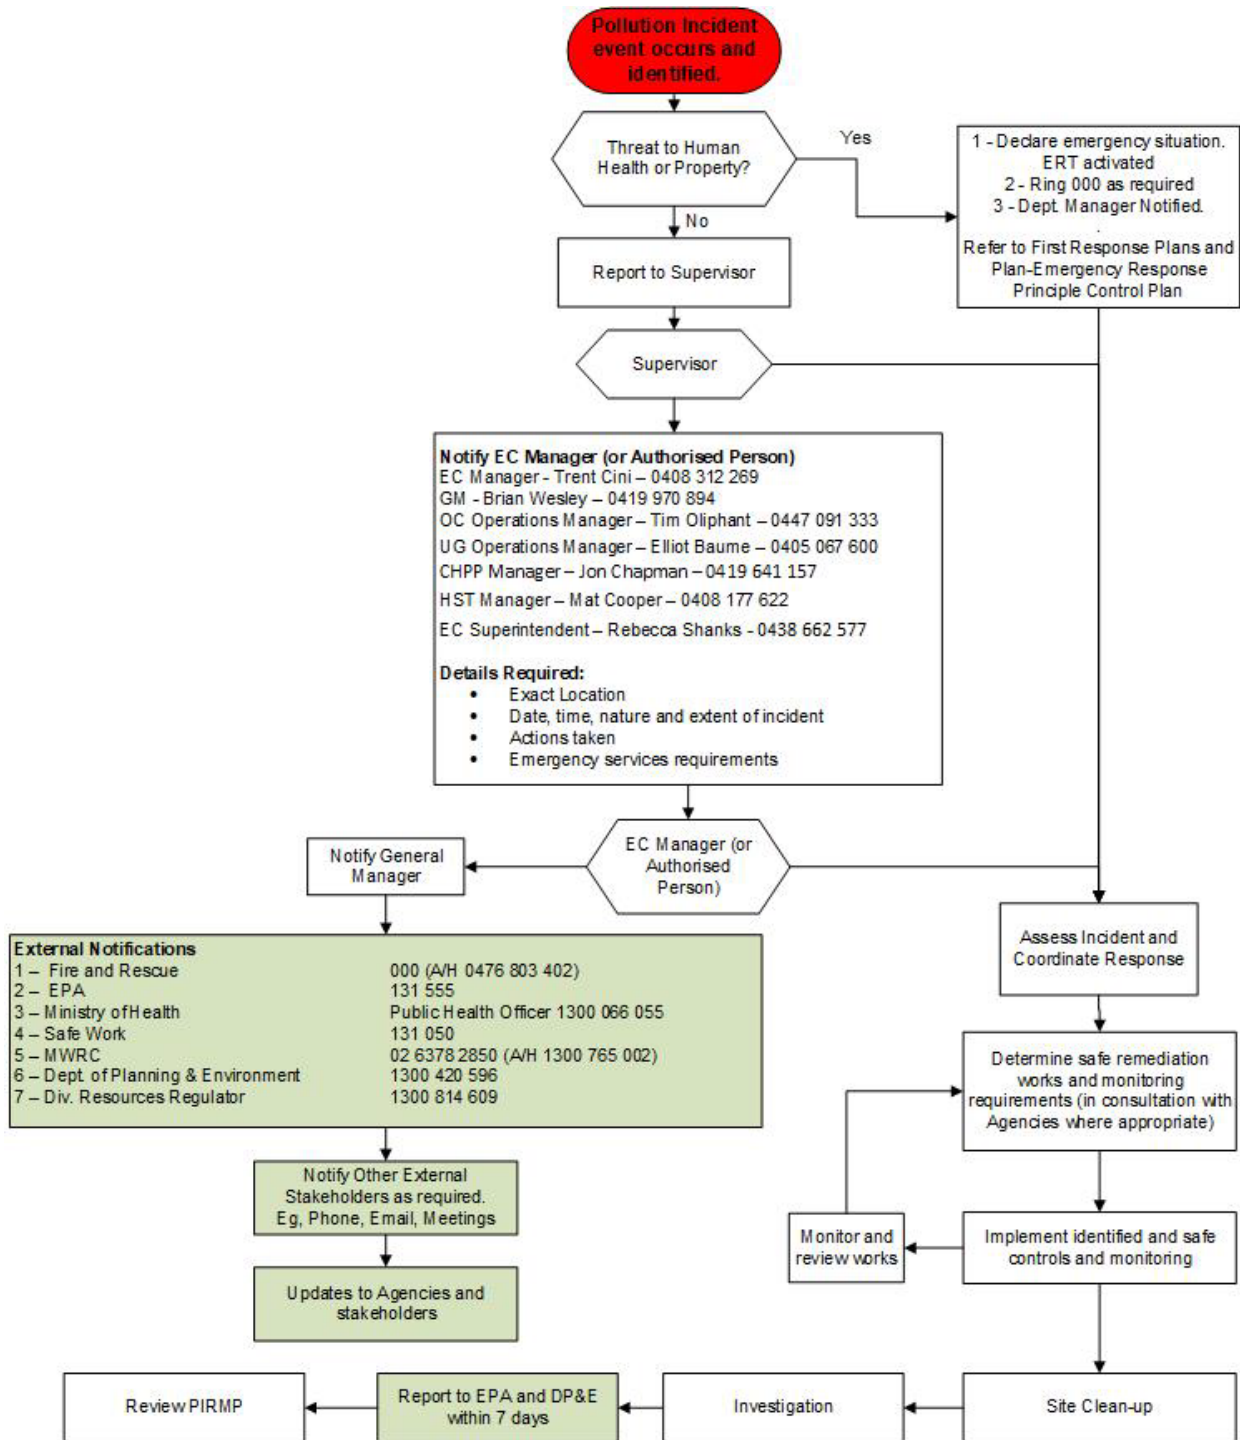 Pollution Incident
event occurs and
identified.
Threat to Human
Health or Property?
Yes
1 - Declare emergency situation.
ERT activated
2 - Ring 000 as required
3 - Dept. Manager Notified.
.
Refer to First Response Plans and
Plan-Emergency Response
Principle Control Plan
No
Report to Supervisor
Supervisor
Notify EC Manager (or Authorised Person)
EC Manager - Trent Cini – 0408 312 269
GM - Brian Wesley – 0419 970 894
OC Operations Manager – Tim Oliphant – 0447 091 333
UG Operations Manager – Elliot Baume – 0405 067 600
CHPP Manager – Jon Chapman – 0419 641 157
HST Manager – Mat Cooper – 0408 177 622
EC Superintendent – Rebecca Shanks - 0438 662 577
Details Required:
• Exact Location
• Date, time, nature and extent of incident
• Actions taken
• Emergency services requirements
EC Manager (or
Authorised
Person)
Notify General
Manager
External Notifications
1 – Fire and Rescue 000 (A/H 0476 803 402)
2 – EPA 131 555
3 – Ministry of Health Public Health Officer 1300 066 055
4 – Safe Work 131 050
5 – MWRC 02 6378 2850 (A/H 1300 765 002)
6 – Dept. of Planning & Environment 1300 420 596
7 – Div. Resources Regulator 1300 814 609
Assess Incident and
Coordinate Response
Determine safe remediation
works and monitoring
requirements (in consultation with
Agencies where appropriate)
Notify Other External
Stakeholders as required.
Eg, Phone, Email, Meetings
Monitor and
review works
Implement identified and safe
controls and monitoring
Updates to Agencies and
stakeholders
Review PIRMP
Report to EPA and DP&E
within 7 days
Investigation
Site Clean-up